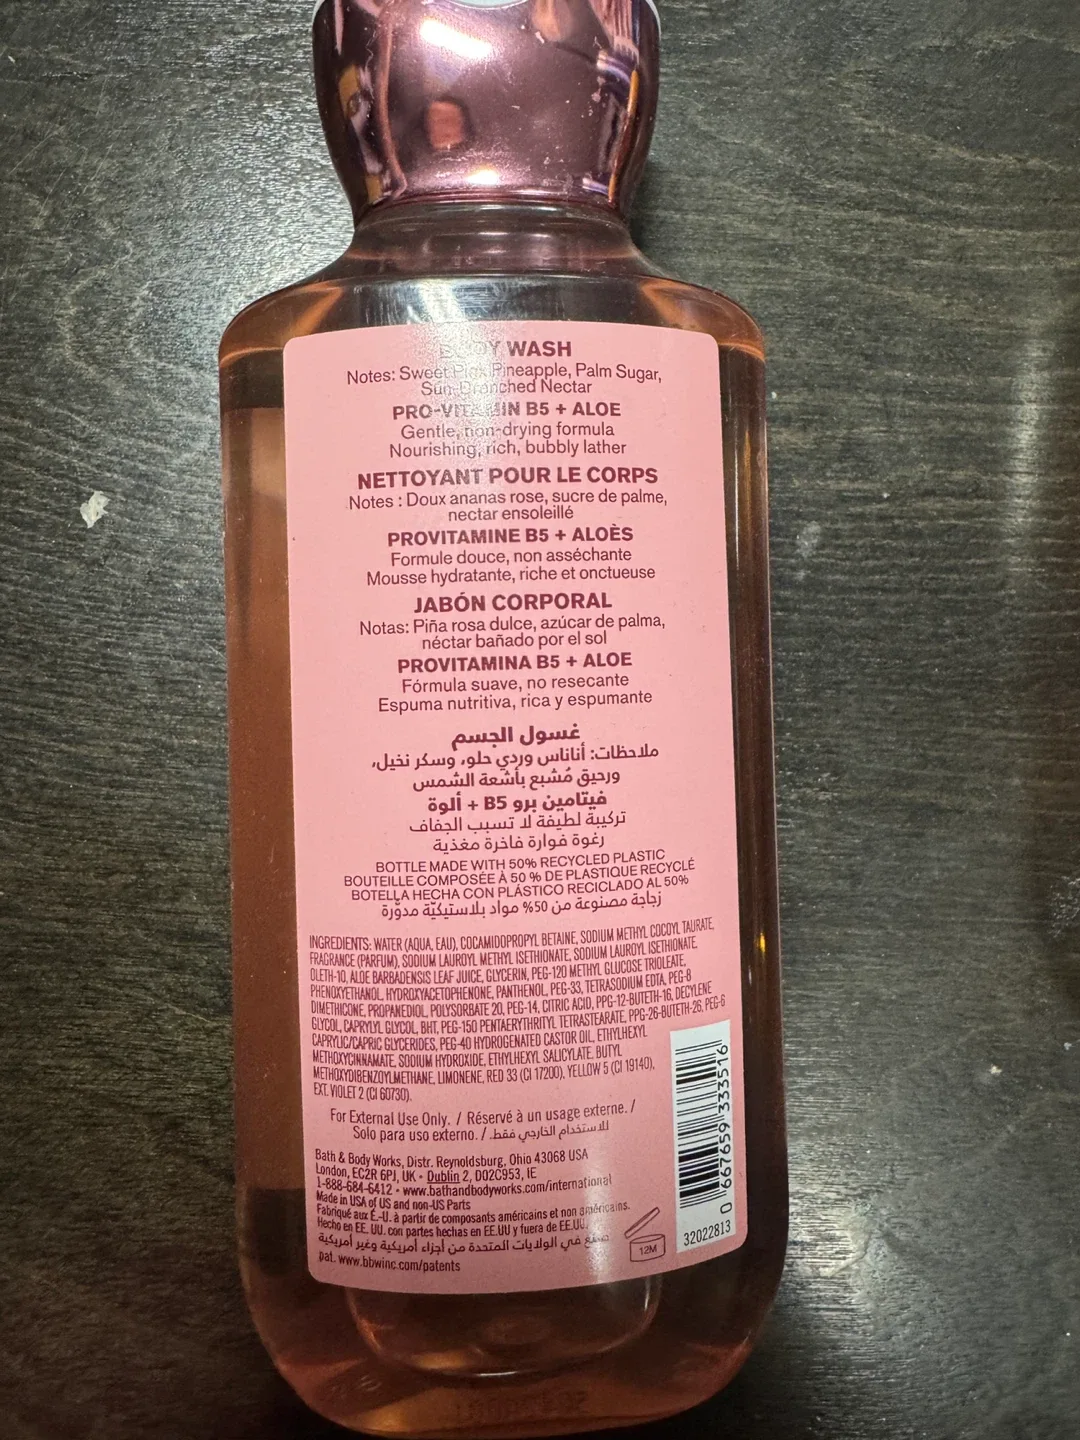 BODY WASH
Notes: Sweet Pink Pineapple, Palm Sugar,
Sun-Drenched Nectar
PRO-VITAMIN B5 + ALOE
Gentle, non-drying formula
Nourishing, rich, bubbly lather
NETTOYANT POUR LE CORPS
Notes : Doux ananas rose, sucre de palme,
nectar ensoleillé
PROVITAMINE B5 + ALOÈS
Formule douce, non asséchante
Mousse hydratante, riche et onctueuse
JABÓN CORPORAL
Notas: Piña rosa dulce, azúcar de palma,
néctar bañado por el sol
PROVITAMINA B5 + ALOE
Fórmula suave, no resecante
Espuma nutritiva, rica y espumante
غسول الجسم
ملاحظات: أناناس وردي حلو، وسكر نخيل،
ورحيق مُشبع بأشعة الشمس
فيتامين برو B5 + ألوة
تركيبة لطيفة لا تسبب الجفاف
رغوة فوارة فاخرة مغذية
BOTTLE MADE WITH 50% RECYCLED PLASTIC
BOUTEILLE COMPOSÉE À 50 % DE PLASTIQUE RECYCLÉ
BOTELLA HECHA CON PLÁSTICO RECICLADO AL 50%
زجاجة مصنوعة من 50% مواد بلاستيكيّة مدوّرة
INGREDIENTS: WATER (AQUA, EAU), COCAMIDOPROPYL BETAINE, SODIUM METHYL COCOYL TAURATE,
FRAGRANCE (PARFUM), SODIUM LAUROYL METHYL ISETHIONATE, SODIUM LAUROYL ISETHIONATE,
OLETH-10, ALOE BARBADENSIS LEAF JUICE, GLYCERIN, PEG-120 METHYL GLUCOSE TRIOLEATE,
PHENOXYETHANOL, HYDROXYACETOPHENONE, PANTHENOL, PEG-33, TETRASODIUM EDTA, PEG-8
DIMETHICONE, PROPANEDIOL, POLYSORBATE 20, PEG-14, CITRIC ACID, PPG-12-BUTETH-16, DECYLENE
GLYCOL, CAPRYLYL GLYCOL, BHT, PEG-150 PENTAERYTHRITYL TETRASTEARATE, PPG-26-BUTETH-26, PEG-6
CAPRYLIC/CAPRIC GLYCERIDES, PEG-40 HYDROGENATED CASTOR OIL, ETHYLHEXYL
METHOXYCINNAMATE, SODIUM HYDROXIDE, ETHYLHEXYL SALICYLATE, BUTYL
METHOXYDIBENZOYLMETHANE, LIMONENE, RED 33 (CI 17200), YELLOW 5 (CI 19140),
EXT. VIOLET 2 (CI 60730).
For External Use Only. / Réservé à un usage externe. /
Solo para uso externo. / للاستخدام الخارجي فقط.
Bath & Body Works, Distr. Reynoldsburg, Ohio 43068 USA
London, EC2R 6PJ, UK • Dublin 2, D02C953, IE
1-888-684-6412 • www.bathandbodyworks.com/international
Made in USA of US and non-US Parts
Fabriqué aux É.-U. à partir de composants américains et non américains.
Hecho en EE. UU. con partes hechas en EE.UU y fuera de EE.UU.
صنع في الولايات المتحدة من أجزاء أمريكية وغير أمريكية
pat. www.bbwinc.com/patents
12M
0 667659 333516
32022813